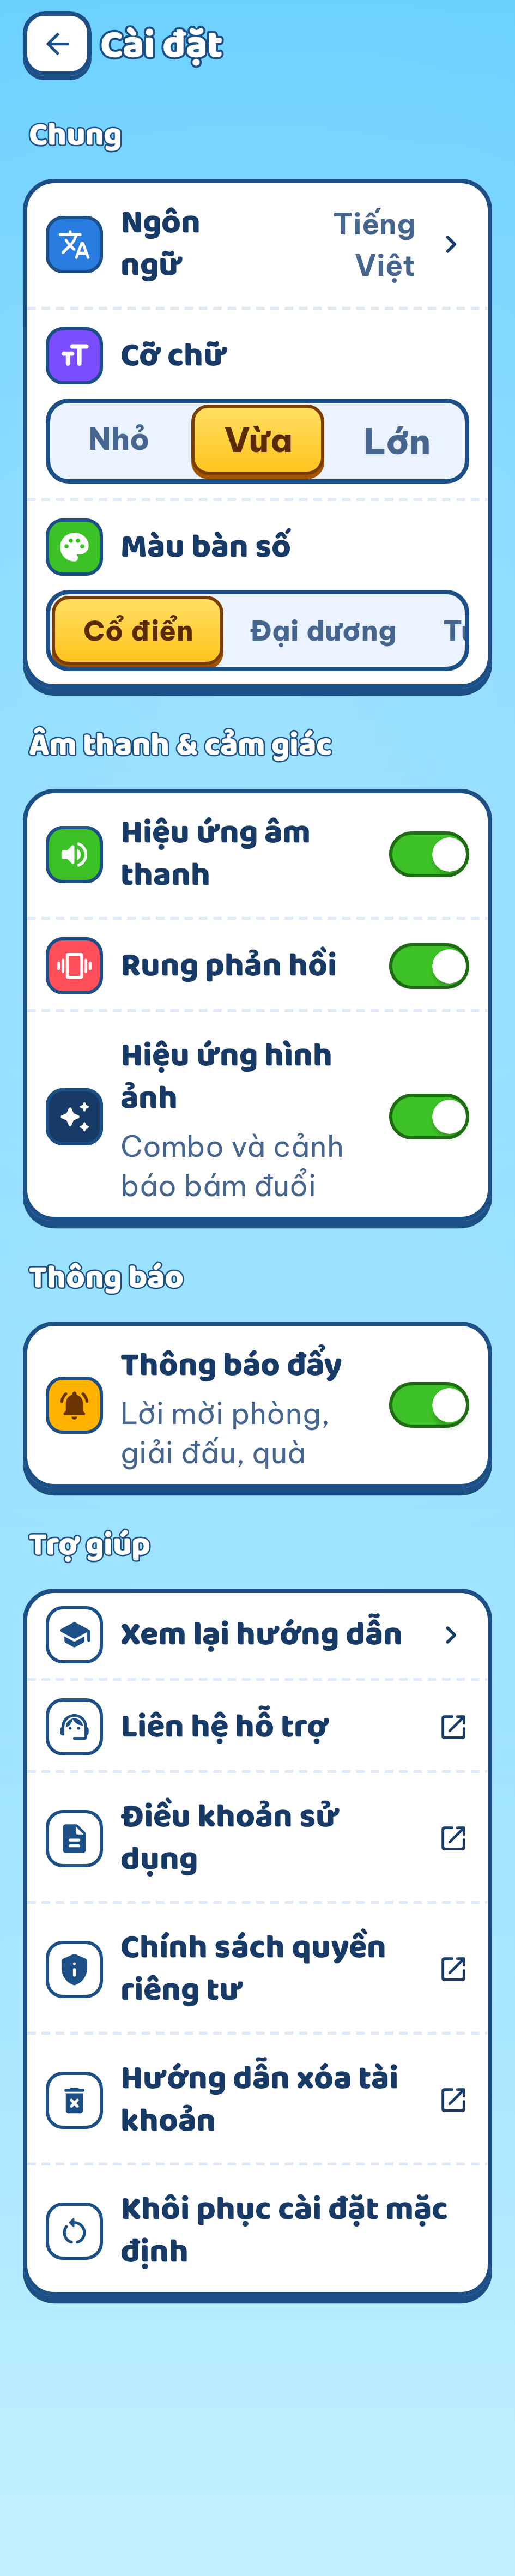 Cài đặt
Chung
Ngôn
ngữ
Tiếng
Việt
Cỡ chữ
Nhỏ Vừa Lớn
Màu bàn số
Cổ điển Đại dương
Âm thanh & cảm giác
Hiệu ứng âm
thanh
Rung phản hồi
Hiệu ứng hình
ảnh
Combo và cảnh
báo bám đuổi
Thông báo
Thông báo đẩy
Lời mời phòng,
giải đấu, quà
Trợ giúp
Xem lại hướng dẫn
Liên hệ hỗ trợ
Điều khoản sử
dụng
Chính sách quyền
riêng tư
Hướng dẫn xóa tài
khoản
Khôi phục cài đặt mặc
định